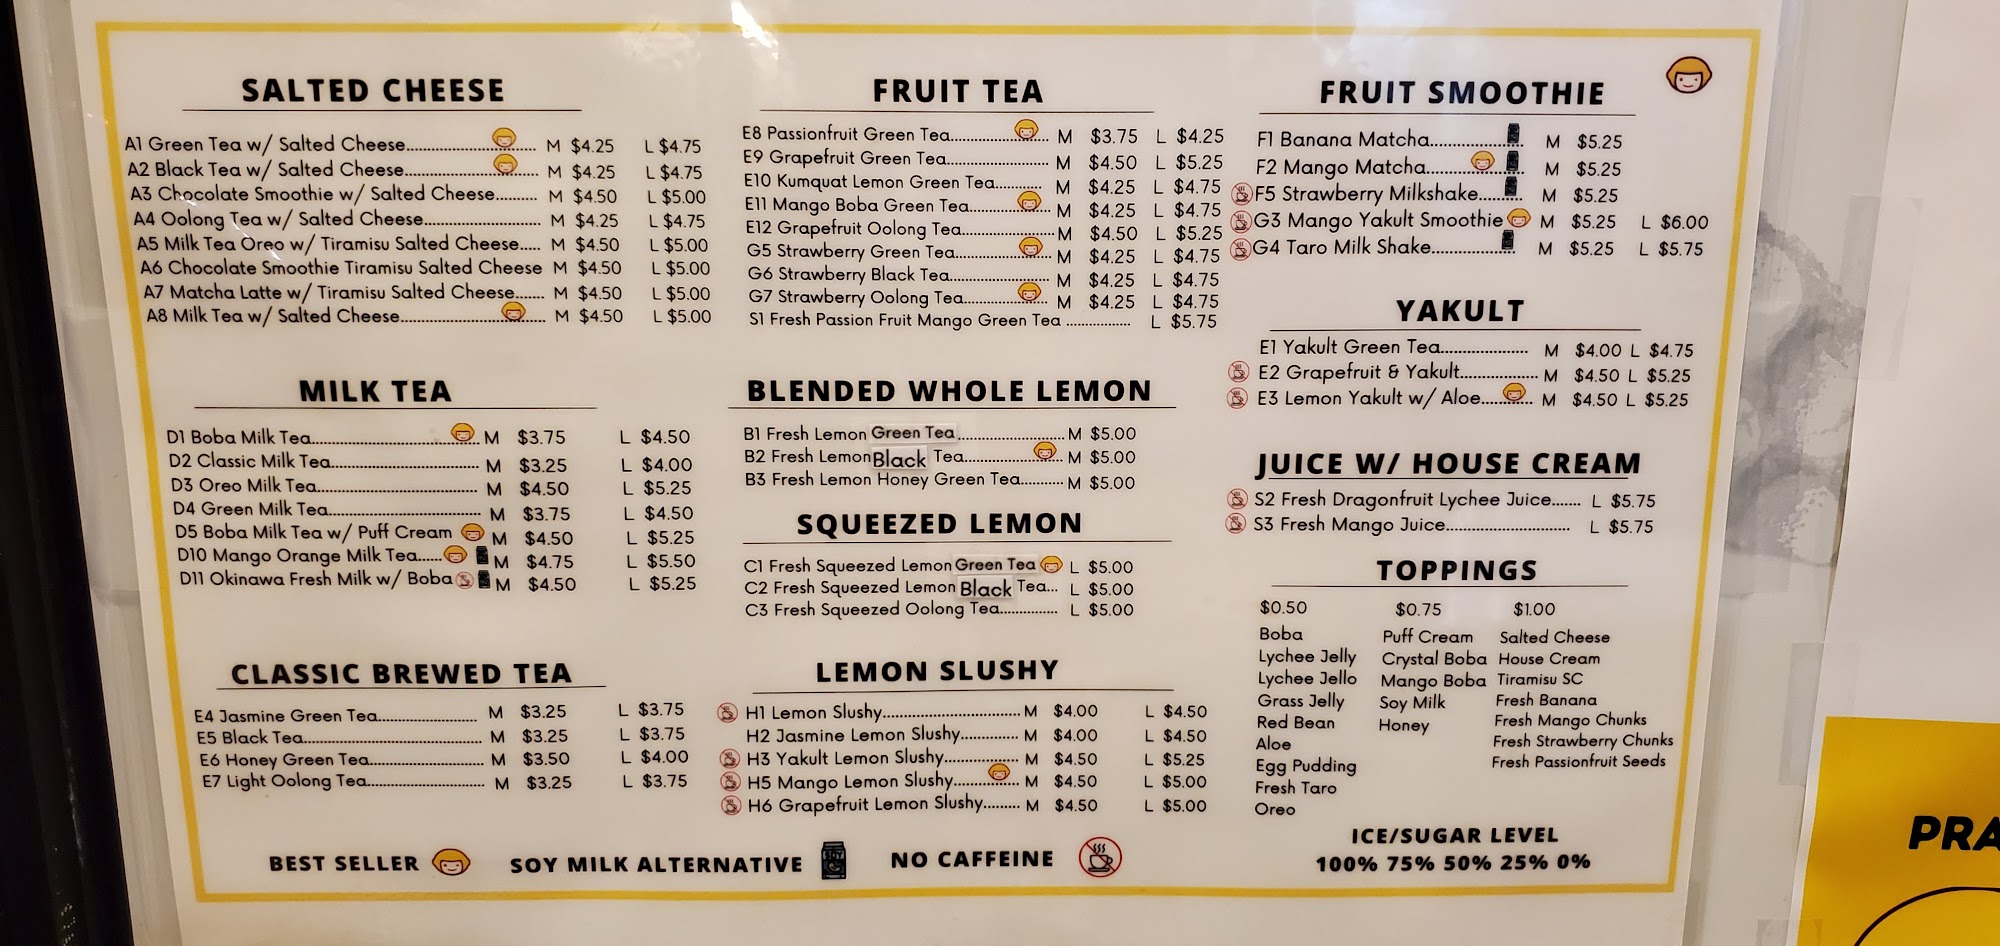 SALTED CHEESE
A1 Green Tea w/ Salted Cheese M $4.25 L $4.75
A2 Black Tea w/ Salted Cheese M $4.25 L $4.75
A3 Chocolate Smoothie w/ Salted Cheese M $4.50 L $5.00
A4 Oolong Tea w/ Salted Cheese M $4.25 L $4.75
A5 Milk Tea Oreo w/ Tiramisu Salted Cheese M $4.50 L $5.00
A6 Chocolate Smoothie Tiramisu Salted Cheese M $4.50 L $5.00
A7 Matcha Latte w/ Tiramisu Salted Cheese M $4.50 L $5.00
A8 Milk Tea w/ Salted Cheese M $4.50 L $5.00
MILK TEA
D1 Boba Milk Tea M $3.75 L $4.50
D2 Classic Milk Tea M $3.25 L $4.00
D3 Oreo Milk Tea M $4.50 L $5.25
D4 Green Milk Tea M $3.75 L $4.50
D5 Boba Milk Tea w/ Puff Cream M $4.50 L $5.25
D10 Mango Orange Milk Tea M $4.75 L $5.50
D11 Okinawa Fresh Milk w/ Boba M $4.50 L $5.25
CLASSIC BREWED TEA
E4 Jasmine Green Tea M $3.25 L $3.75
E5 Black Tea M $3.25 L $3.75
E6 Honey Green Tea M $3.50 L $4.00
E7 Light Oolong Tea M $3.25 L $3.75
FRUIT TEA
E8 Passionfruit Green Tea M $3.75 L $4.25
E9 Grapefruit Green Tea M $4.50 L $5.25
E10 Kumquat Lemon Green Tea M $4.25 L $4.75
E11 Mango Boba Green Tea M $4.25 L $4.75
E12 Grapefruit Oolong Tea M $4.50 L $5.25
G5 Strawberry Green Tea M $4.25 L $4.75
G6 Strawberry Black Tea M $4.25 L $4.75
G7 Strawberry Oolong Tea M $4.25 L $4.75
S1 Fresh Passion Fruit Mango Green Tea L $5.75
BLENDED WHOLE LEMON
B1 Fresh Lemon Green Tea M $5.00
B2 Fresh Lemon Black Tea M $5.00
B3 Fresh Lemon Honey Green Tea M $5.00
SQUEEZED LEMON
C1 Fresh Squeezed Lemon Green Tea L $5.00
C2 Fresh Squeezed Lemon Black Tea L $5.00
C3 Fresh Squeezed Oolong Tea L $5.00
LEMON SLUSHY
H1 Lemon Slushy M $4.00 L $4.50
H2 Jasmine Lemon Slushy M $4.00 L $4.50
H3 Yakult Lemon Slushy M $4.50 L $5.25
H5 Mango Lemon Slushy M $4.50 L $5.00
H6 Grapefruit Lemon Slushy M $4.50 L $5.00
FRUIT SMOOTHIE
F1 Banana Matcha M $5.25
F2 Mango Matcha M $5.25
F5 Strawberry Milkshake M $5.25
G3 Mango Yakult Smoothie M $5.25 L $6.00
G4 Taro Milk Shake M $5.25 L $5.75
YAKULT
E1 Yakult Green Tea M $4.00 L $4.75
E2 Grapefruit & Yakult M $4.50 L $5.25
E3 Lemon Yakult w/ Aloe M $4.50 L $5.25
JUICE W/ HOUSE CREAM
S2 Fresh Dragonfruit Lychee Juice L $5.75
S3 Fresh Mango Juice L $5.75
TOPPINGS
$0.50 $0.75 $1.00
Boba Puff Cream Salted Cheese
Lychee Jelly Crystal Boba House Cream
Lychee Jello Mango Boba Tiramisu SC
Grass Jelly Soy Milk Fresh Banana
Red Bean Honey Fresh Mango Chunks
Aloe Fresh Strawberry Chunks
Egg Pudding Fresh Passionfruit Seeds
Fresh Taro
Oreo
ICE/SUGAR LEVEL
100% 75% 50% 25% 0%
BEST SELLER SOY MILK ALTERNATIVE SOY NO CAFFEINE
PRA